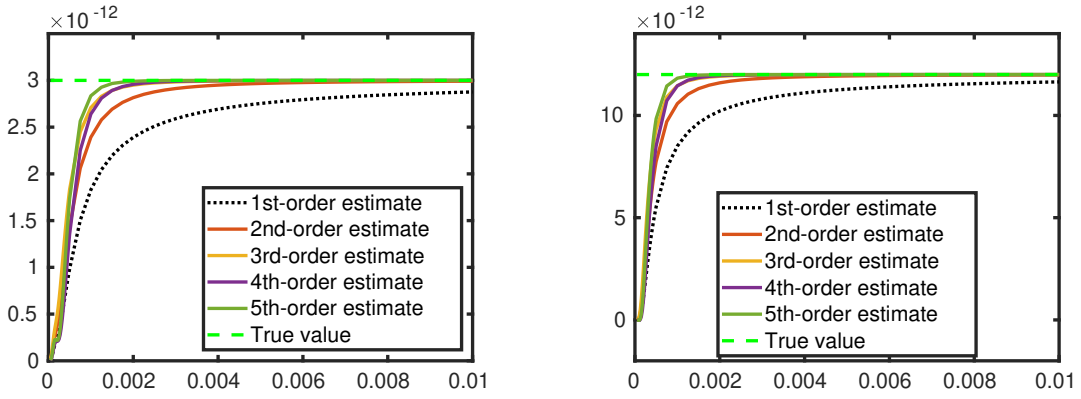 ×10 -12
3.5
3
2.5
2
1.5
1
0.5
0
0
0.002
0.004
0.006
0.008
0.01
1st-order estimate
2nd-order estimate
3rd-order estimate
4th-order estimate
5th-order estimate
True value
×10 -12
10
5
0
0
0.002
0.004
0.006
0.008
0.01
1st-order estimate
2nd-order estimate
3rd-order estimate
4th-order estimate
5th-order estimate
True value